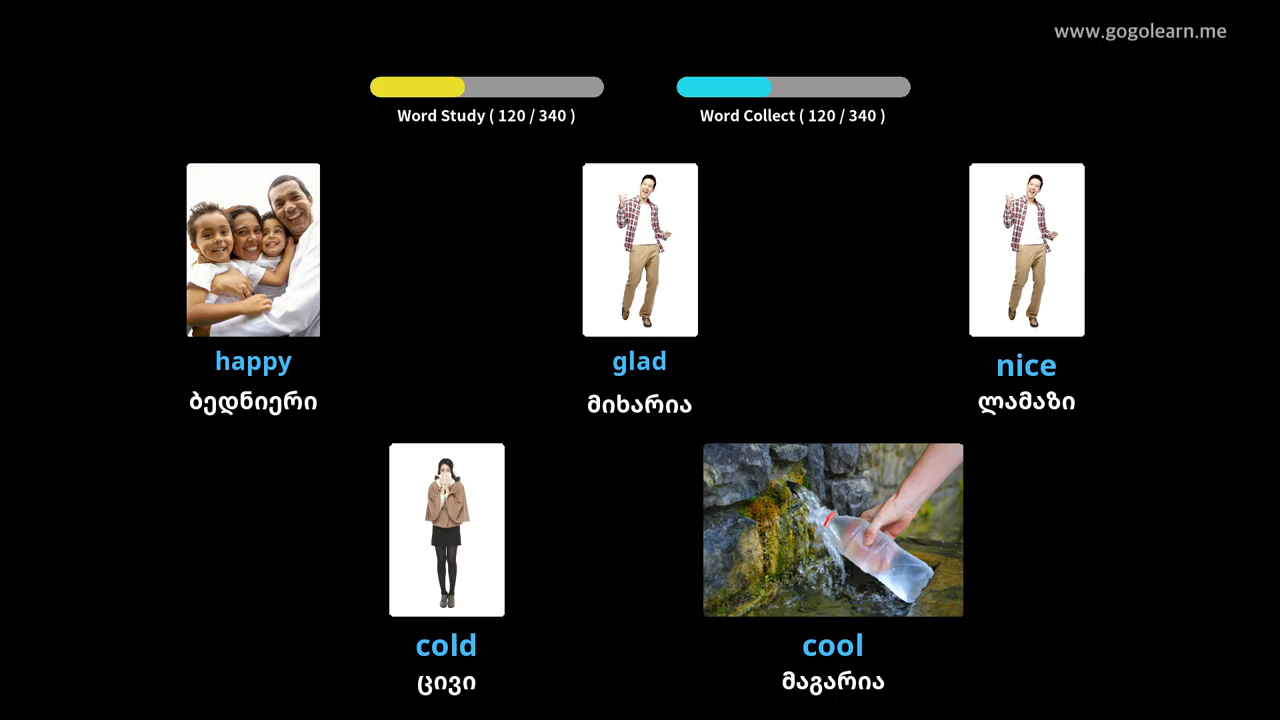 www.gogolearn.me
Word Study ( 120 / 340 )
Word Collect ( 120 / 340 )
happy
ბედნიერი
glad
მიხარია
nice
ლამაზი
cold
ცივი
cool
მაგარია